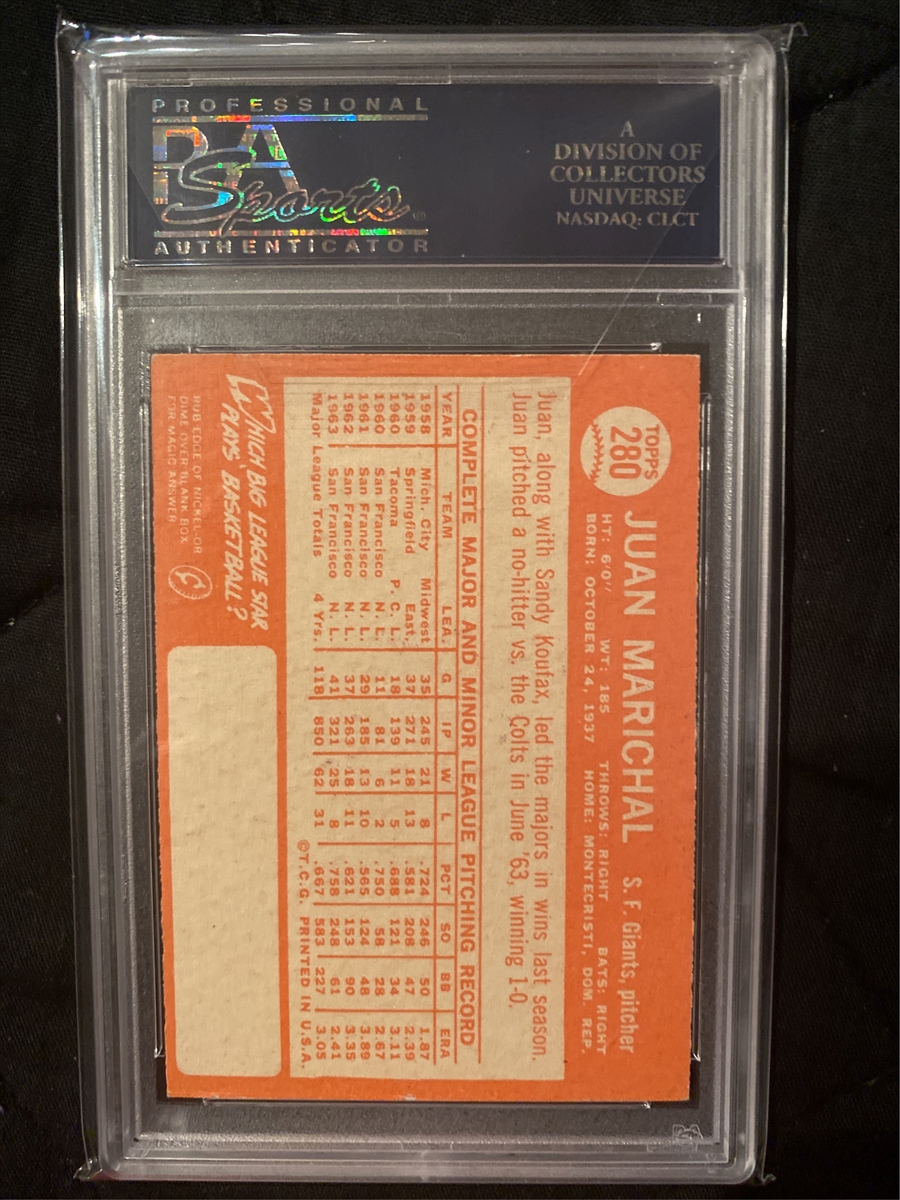 PROFESSIONAL
PSA
Sports®
AUTHENTICATOR
A
DIVISION OF
COLLECTORS
UNIVERSE
NASDAQ: CLCT
TOPPS
280
JUAN MARICHAL S. F. Giants, pitcher
HT: 6'0" WT: 185 THROWS: RIGHT BATS: RIGHT
BORN: OCTOBER 24, 1937 HOME: MONTECRISTI, DOM. REP.
Juan, along with Sandy Koufax, led the majors in wins last season.
Juan pitched a no-hitter vs. the Colts in June '63, winning 1-0.
COMPLETE MAJOR AND MINOR LEAGUE PITCHING RECORD
YEAR TEAM LEA. G IP W L PCT SO BB ERA
1958 Mich. City Midwest 35 245 21 8 .724 246 50 1.87
1959 Springfield East. 37 271 18 13 .581 208 47 2.39
1960 Tacoma P. C. L. 18 139 11 5 .688 121 34 3.11
1960 San Francisco N. L. 11 81 6 2 .750 58 28 2.67
1961 San Francisco N. L. 29 185 13 10 .565 124 48 3.89
1962 San Francisco N. L. 37 263 18 11 .621 153 90 3.35
1963 San Francisco N. L. 41 321 25 8 .758 248 61 2.41
Major League Totals 4 Yrs. 118 850 62 31 .667 583 227 3.05
©T.C.G. PRINTED IN U.S.A.
WHICH BIG LEAGUE STAR
PLAYS BASKETBALL?
RUB EDGE OF NICKEL OR
DIME OVER BLANK BOX
FOR MAGIC ANSWER